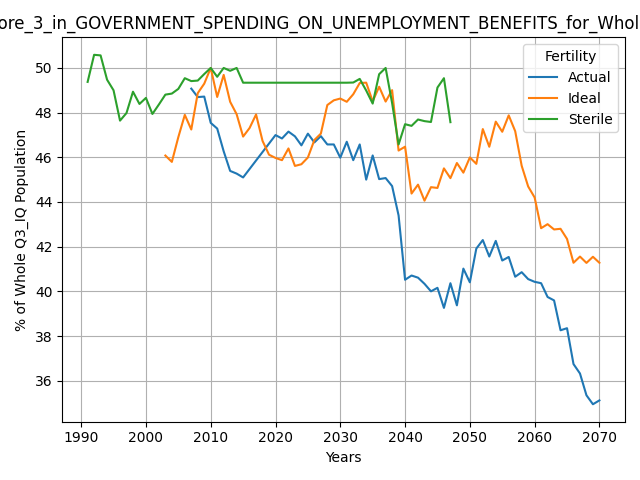 ore_3_in_GOVERNMENT_SPENDING_ON_UNEMPLOYMENT_BENEFITS_for_Whol
Fertility
Actual
Ideal
Sterile
% of Whole Q3_IQ Population
50
48
46
44
42
40
38
36
1990 2000 2010 2020 2030 2040 2050 2060 2070
Years